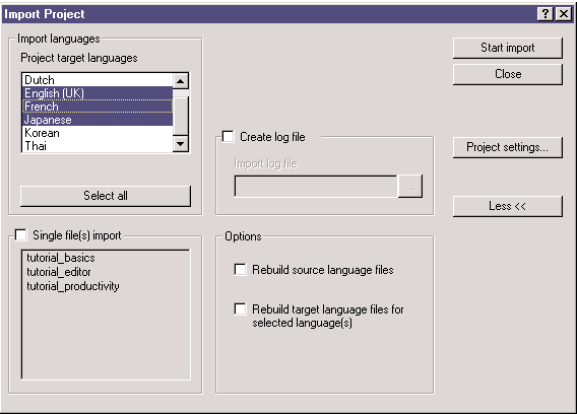 Import Project
Import languages
Project target languages
Dutch
English (UK)
French
Japanese
Korean
Thai
Select all
Create log file
Import log file
...
Start import
Close
Project settings...
Less <<
Single file(s) import
tutorial_basics
tutorial_editor
tutorial_productivity
Options
Rebuild source language files
Rebuild target language files for
selected language(s)